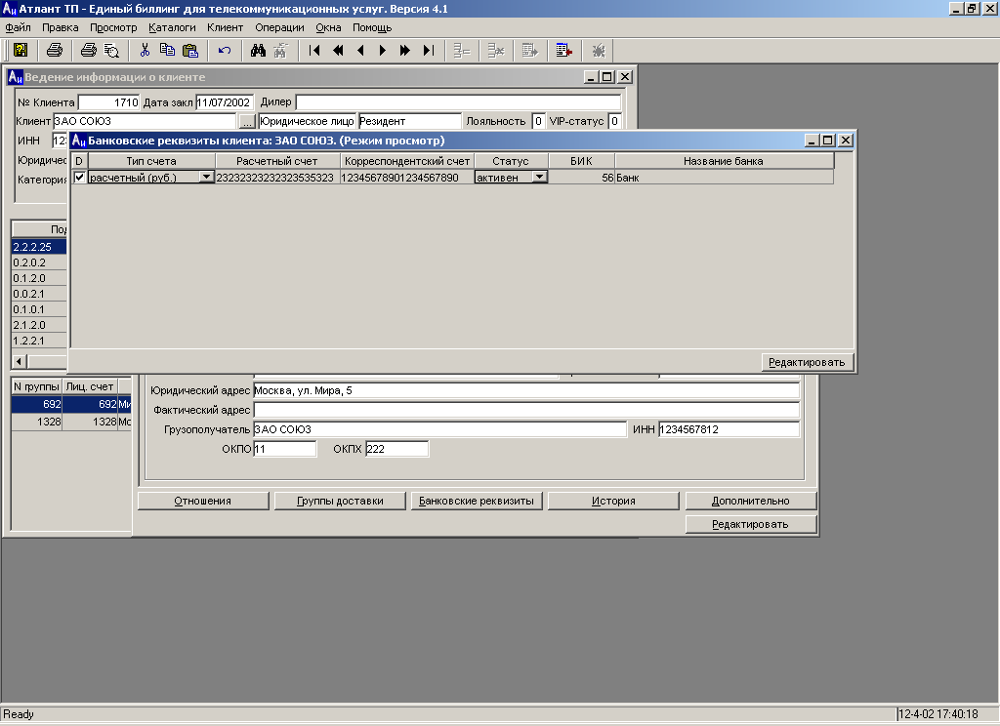 Атлант ТП - Единый биллинг для телекоммуникационных услуг. Версия 4.1
Файл Правка Просмотр Каталоги Клиент Операции Окна Помощь
Ведение информации о клиенте
№ Клиента 1710 Дата закл 11/07/2002 Дилер
Клиент ЗАО СОЮЗ ... Юридическое лицо Резидент Лояльность 0 VIP-статус 0
ИНН 12
Банковские реквизиты клиента: ЗАО СОЮЗ. (Режим просмотр)
Юридичес
D Тип счета Расчетный счет Корреспондентский счет Статус БИК Название банка
Категория
расчетный (руб.) 23232323232323535323 12345678901234567890 активен 56 Банк
Под
2.2.2.25
0.2.0.2
0.1.2.0
0.0.2.1
0.1.0.1
2.1.2.0
1.2.2.1
Редактировать
N группы Лиц. счет
692 692 Ми
1328 1328 Мо
Юридический адрес Москва, ул. Мира, 5
Фактический адрес
Грузополучатель ЗАО СОЮЗ ИНН 1234567812
ОКПО 11 ОКПХ 222
Отношения Группы доставки Банковские реквизиты История Дополнительно
Редактировать
Ready 12-4-02 17:40:18